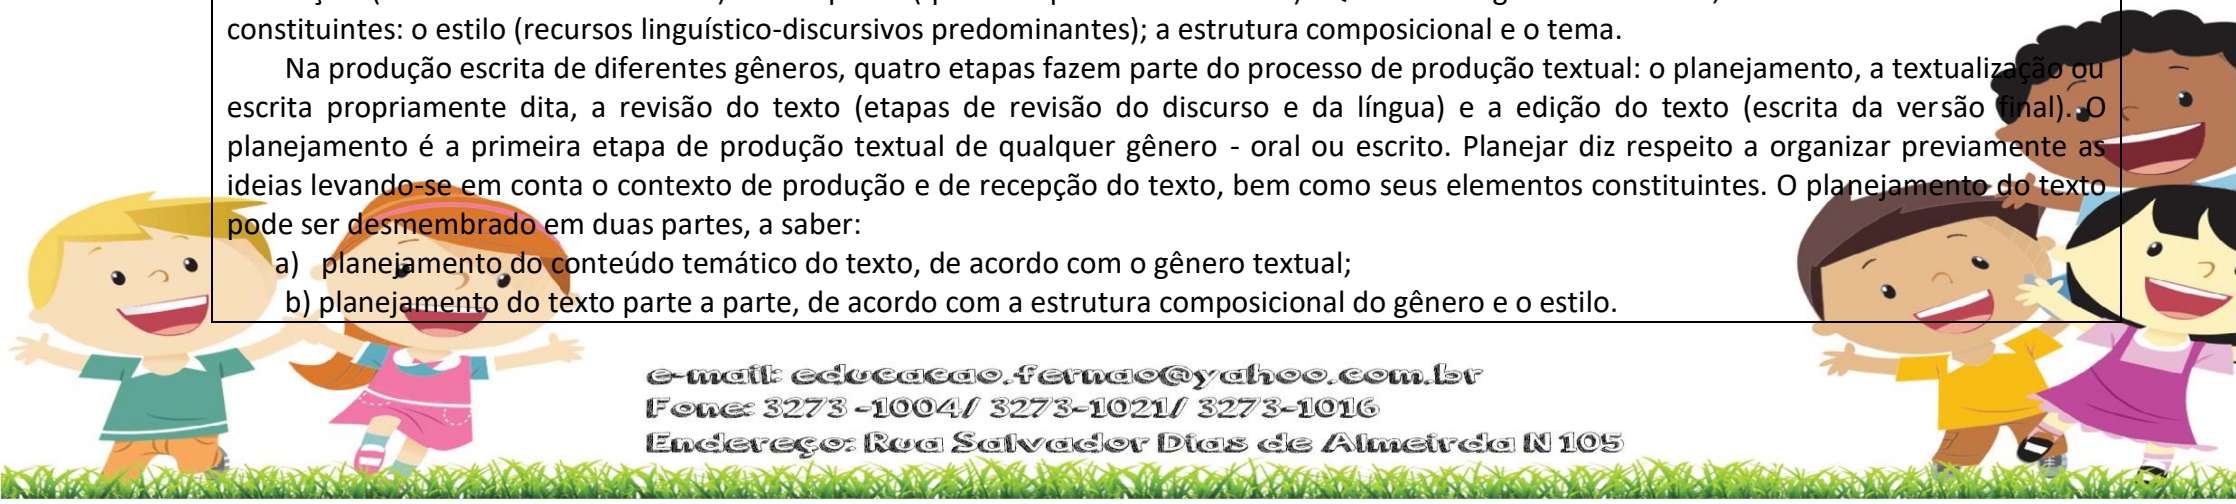 constituintes: o estilo (recursos linguístico-discursivos predominantes); a estrutura composicional e o tema.
Na produção escrita de diferentes gêneros, quatro etapas fazem parte do processo de produção textual: o planejamento, a textualização ou
escrita propriamente dita, a revisão do texto (etapas de revisão do discurso e da língua) e a edição do texto (escrita da versão final). O
planejamento é a primeira etapa de produção textual de qualquer gênero - oral ou escrito. Planejar diz respeito a organizar previamente as
ideias levando-se em conta o contexto de produção e de recepção do texto, bem como seus elementos constituintes. O planejamento do texto
pode ser desmembrado em duas partes, a saber:
a) planejamento do conteúdo temático do texto, de acordo com o gênero textual;
b) planejamento do texto parte a parte, de acordo com a estrutura composicional do gênero e o estilo.
e-mail: educacao.fernao@yahoo.com.br
Fone: 3273 -1004/ 3273-1021/ 3273-1016
Endereço: Rua Salvador Dias de Almeirda N 105